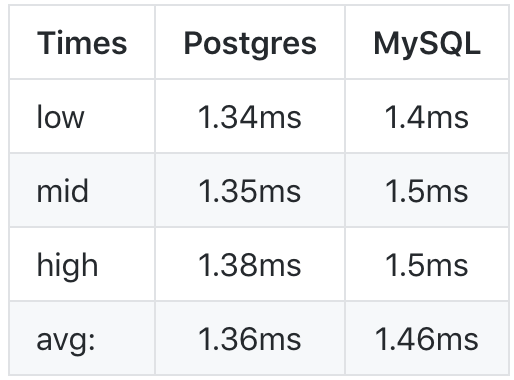 Times Postgres MySQL
low 1.34ms 1.4ms
mid 1.35ms 1.5ms
high 1.38ms 1.5ms
avg: 1.36ms 1.46ms